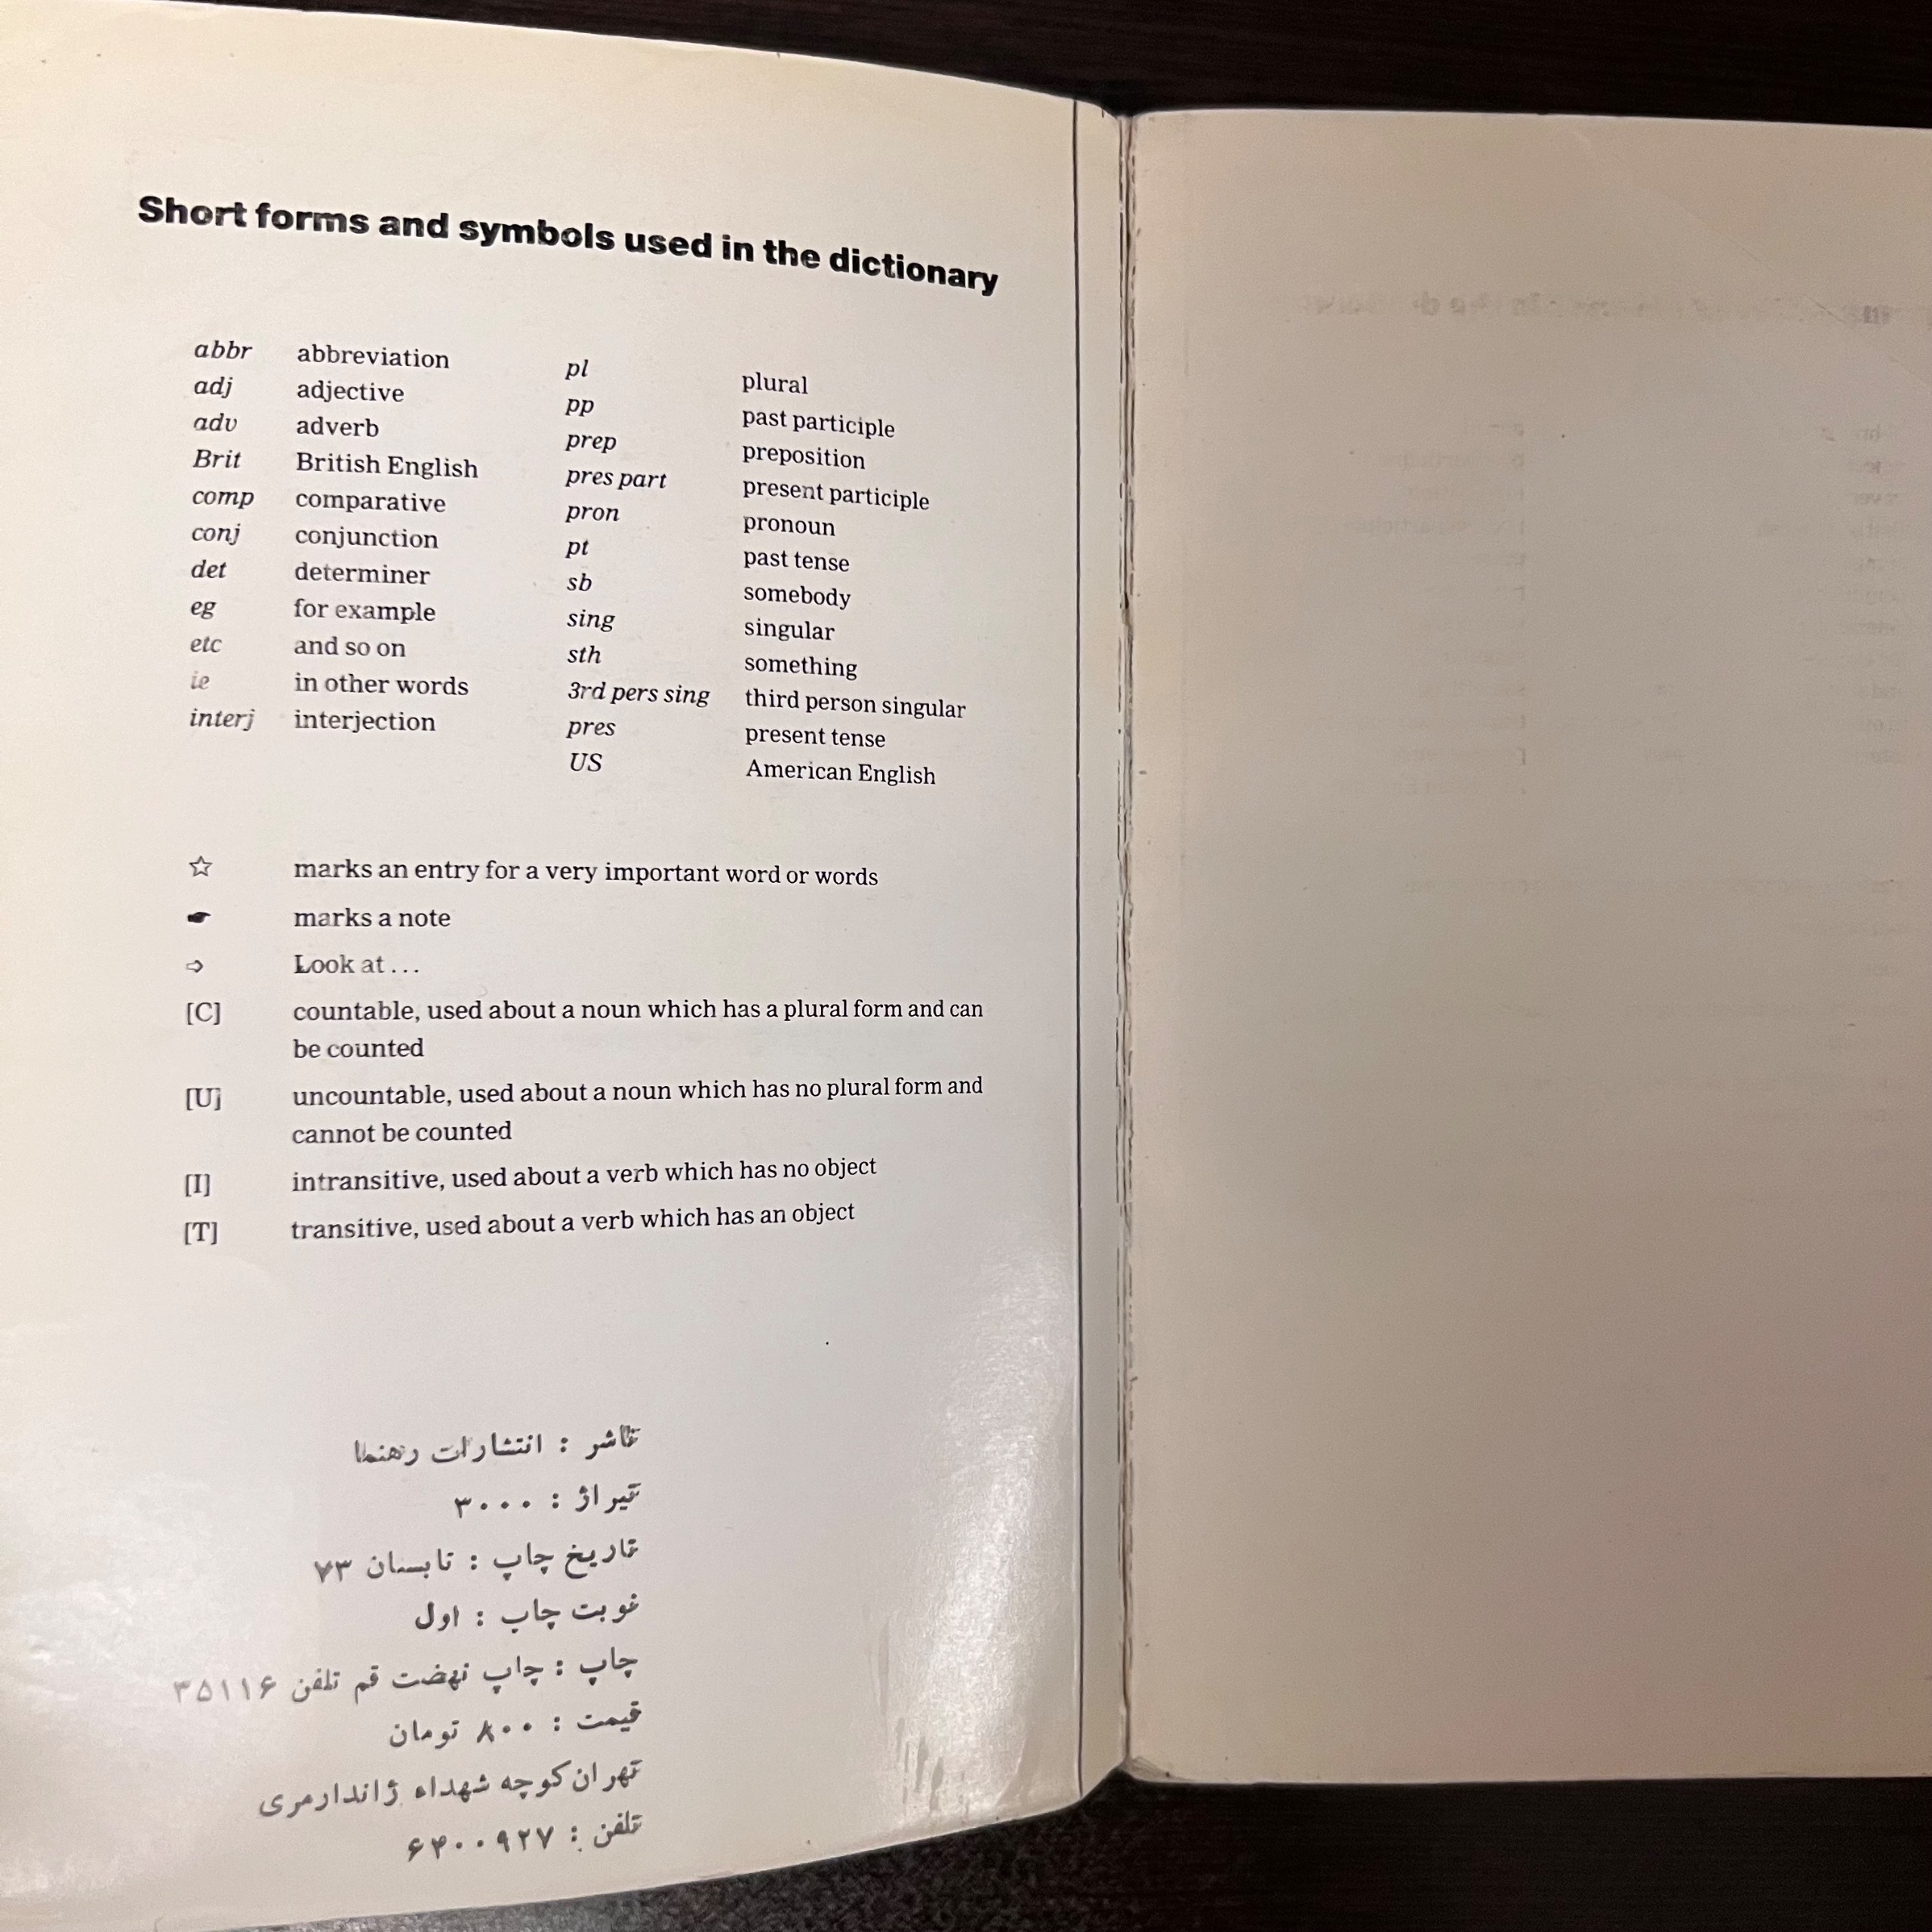 Short forms and symbols used in the dictionary
abbr abbreviation
adj adjective
adv adverb
Brit British English
comp comparative
conj conjunction
det determiner
eg for example
etc and so on
ie in other words
interj interjection
pl plural
pp past participle
prep preposition
pres part present participle
pron pronoun
pt past tense
sb somebody
sing singular
sth something
3rd pers sing third person singular
pres present tense
US American English
☆ marks an entry for a very important word or words
☛ marks a note
➩ Look at ...
[C] countable, used about a noun which has a plural form and can
be counted
[U] uncountable, used about a noun which has no plural form and
cannot be counted
[I] intransitive, used about a verb which has no object
[T] transitive, used about a verb which has an object
ناشر : انتشارات رهنما
تیراژ : ۳۰۰۰
تاریخ چاپ : تابستان ۷۳
نوبت چاپ : اول
چاپ : چاپ نهضت قم تلفن ۳۵۱۱۶
قیمت : ۸۰۰ تومان
تهران کوچه شهداء ژاندارمری
تلفن : ۶۴۰۰۹۲۷